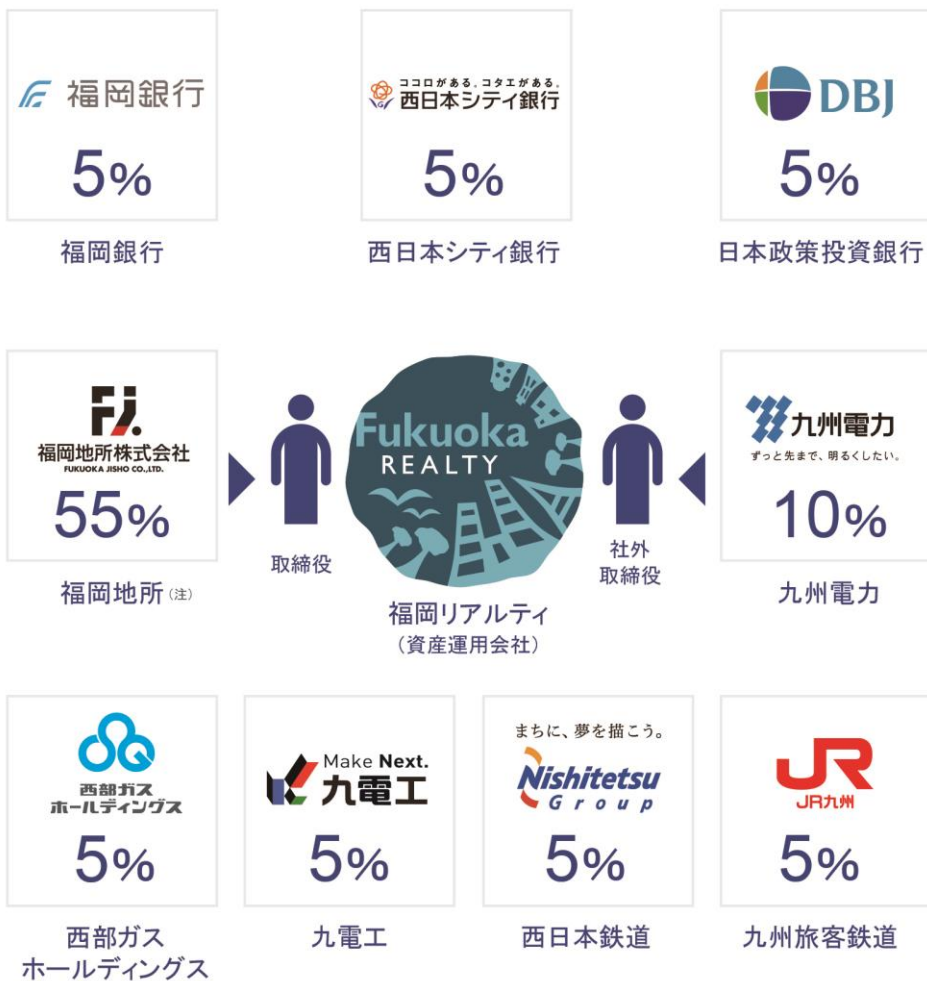 福岡銀行
5%
福岡銀行
ココロがある。コタエがある。
西日本シティ銀行
5%
西日本シティ銀行
DBJ
5%
日本政策投資銀行
FJ.
福岡地所株式会社
FUKUOKA JISHO CO.,LTD.
55%
福岡地所(注)
取締役
Fukuoka
REALTY
福岡リアルティ
(資産運用会社)
社外
取締役
九州電力
ずっと先まで、明るくしたい。
10%
九州電力
西部ガス
ホールディングス
5%
西部ガス
ホールディングス
Make Next.
九電工
5%
九電工
まちに、夢を描こう。
Nishitetsu
Group
5%
西日本鉄道
JR
JR九州
5%
九州旅客鉄道